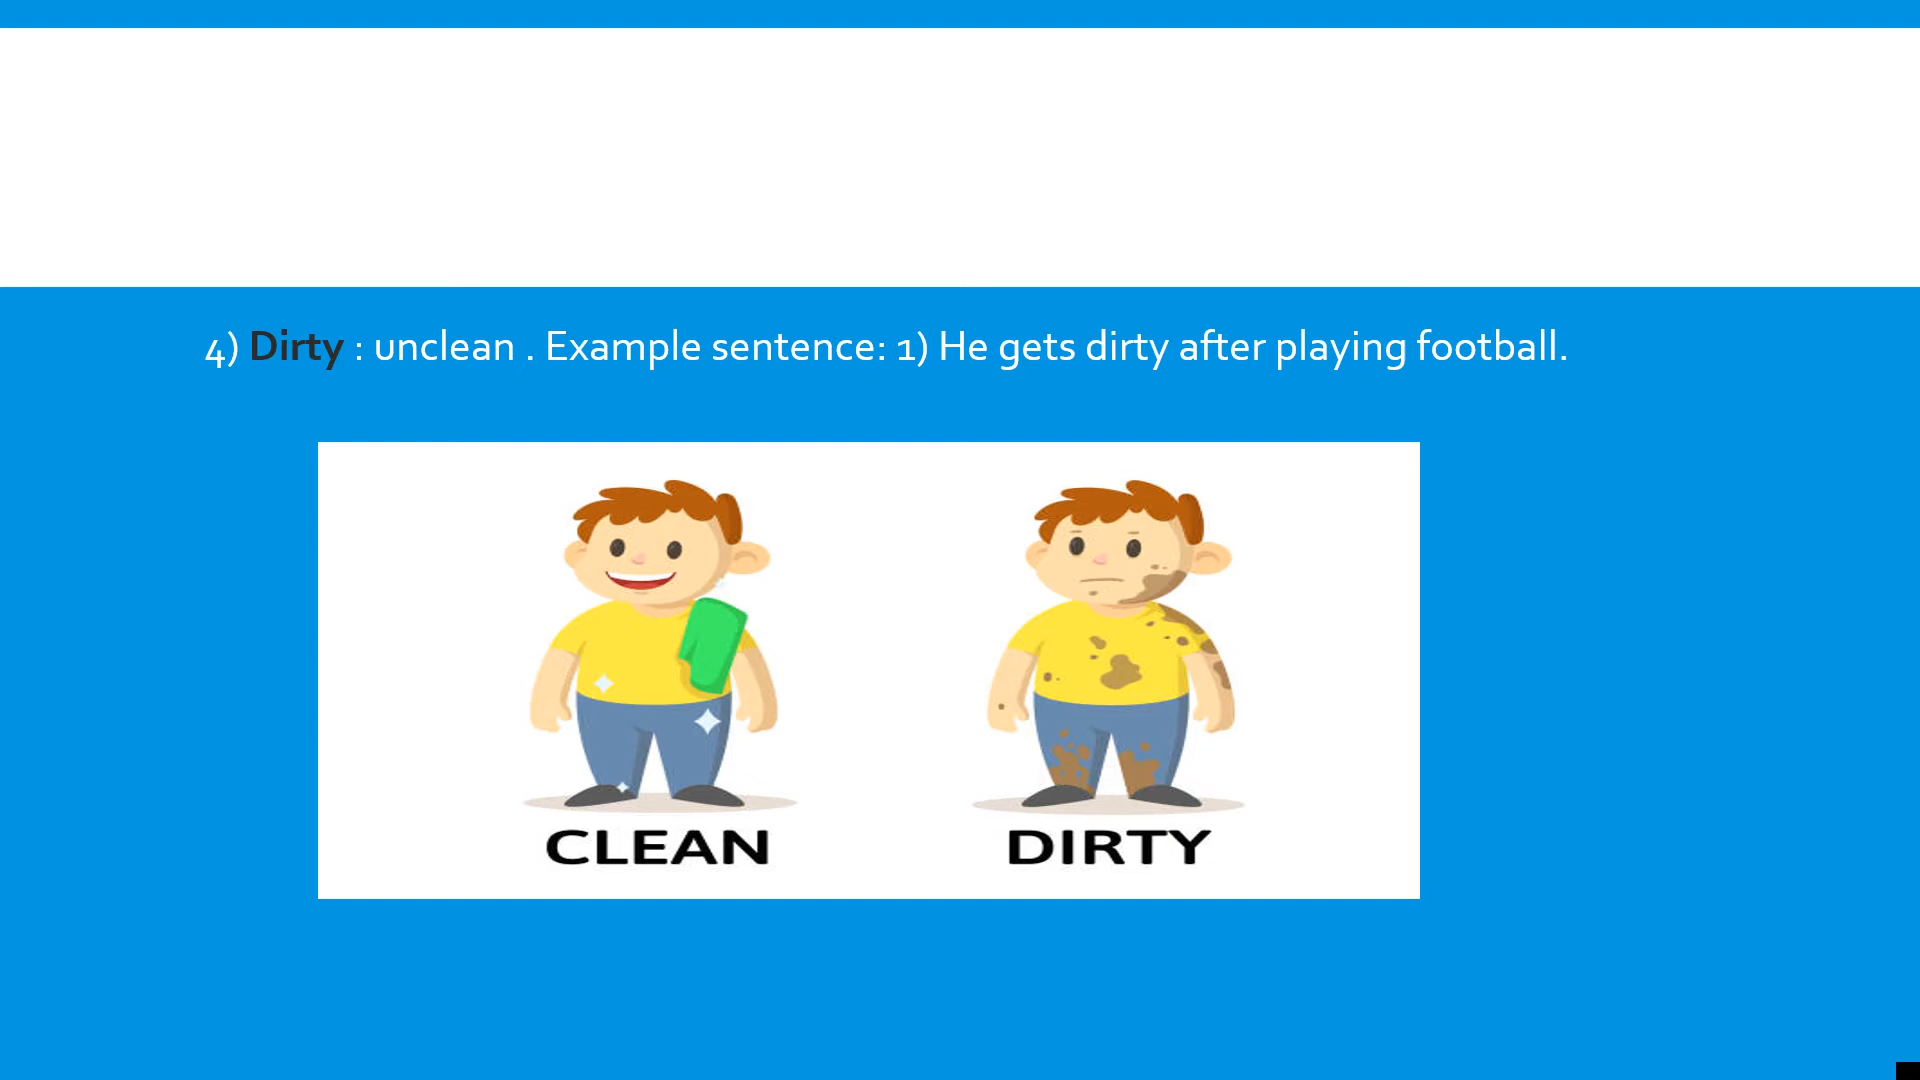 4) Dirty : unclean . Example sentence: 1) He gets dirty after playing football.
CLEAN DIRTY